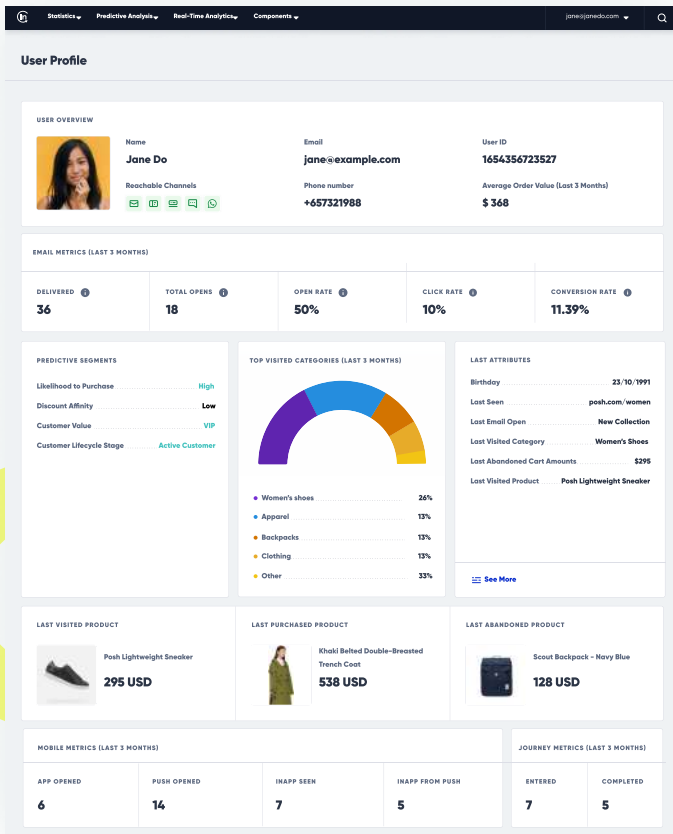 Statistics
Predictive Analysis
Real-Time Analytics
Components
jane@janedo.com
User Profile
USER OVERVIEW
Name
Jane Do
Email
jane@example.com
User ID
1654356723527
Reachable Channels
Phone number
+657321988
Average Order Value (Last 3 Months)
$ 368
EMAIL METRICS (LAST 3 MONTHS)
DELIVERED
36
TOTAL OPENS
18
OPEN RATE
50%
CLICK RATE
10%
CONVERSION RATE
11.39%
PREDICTIVE SEGMENTS
Likelihood to Purchase High
Discount Affinity Low
Customer Value VIP
Customer Lifecycle Stage Active Customer
TOP VISITED CATEGORIES (LAST 3 MONTHS)
Women's shoes 26%
Apparel 13%
Backpacks 13%
Clothing 13%
Other 33%
LAST ATTRIBUTES
Birthday 23/10/1991
Last Seen posh.com/women
Last Email Open New Collection
Last Visited Category Women's Shoes
Last Abandoned Cart Amounts $295
Last Visited Product Posh Lightweight Sneaker
See More
LAST VISITED PRODUCT
Posh Lightweight Sneaker
295 USD
LAST PURCHASED PRODUCT
Khaki Belted Double-Breasted
Trench Coat
538 USD
LAST ABANDONED PRODUCT
Scout Backpack - Navy Blue
128 USD
MOBILE METRICS (LAST 3 MONTHS)
APP OPENED
6
PUSH OPENED
14
INAPP SEEN
7
INAPP FROM PUSH
5
JOURNEY METRICS (LAST 3 MONTHS)
ENTERED
7
COMPLETED
5